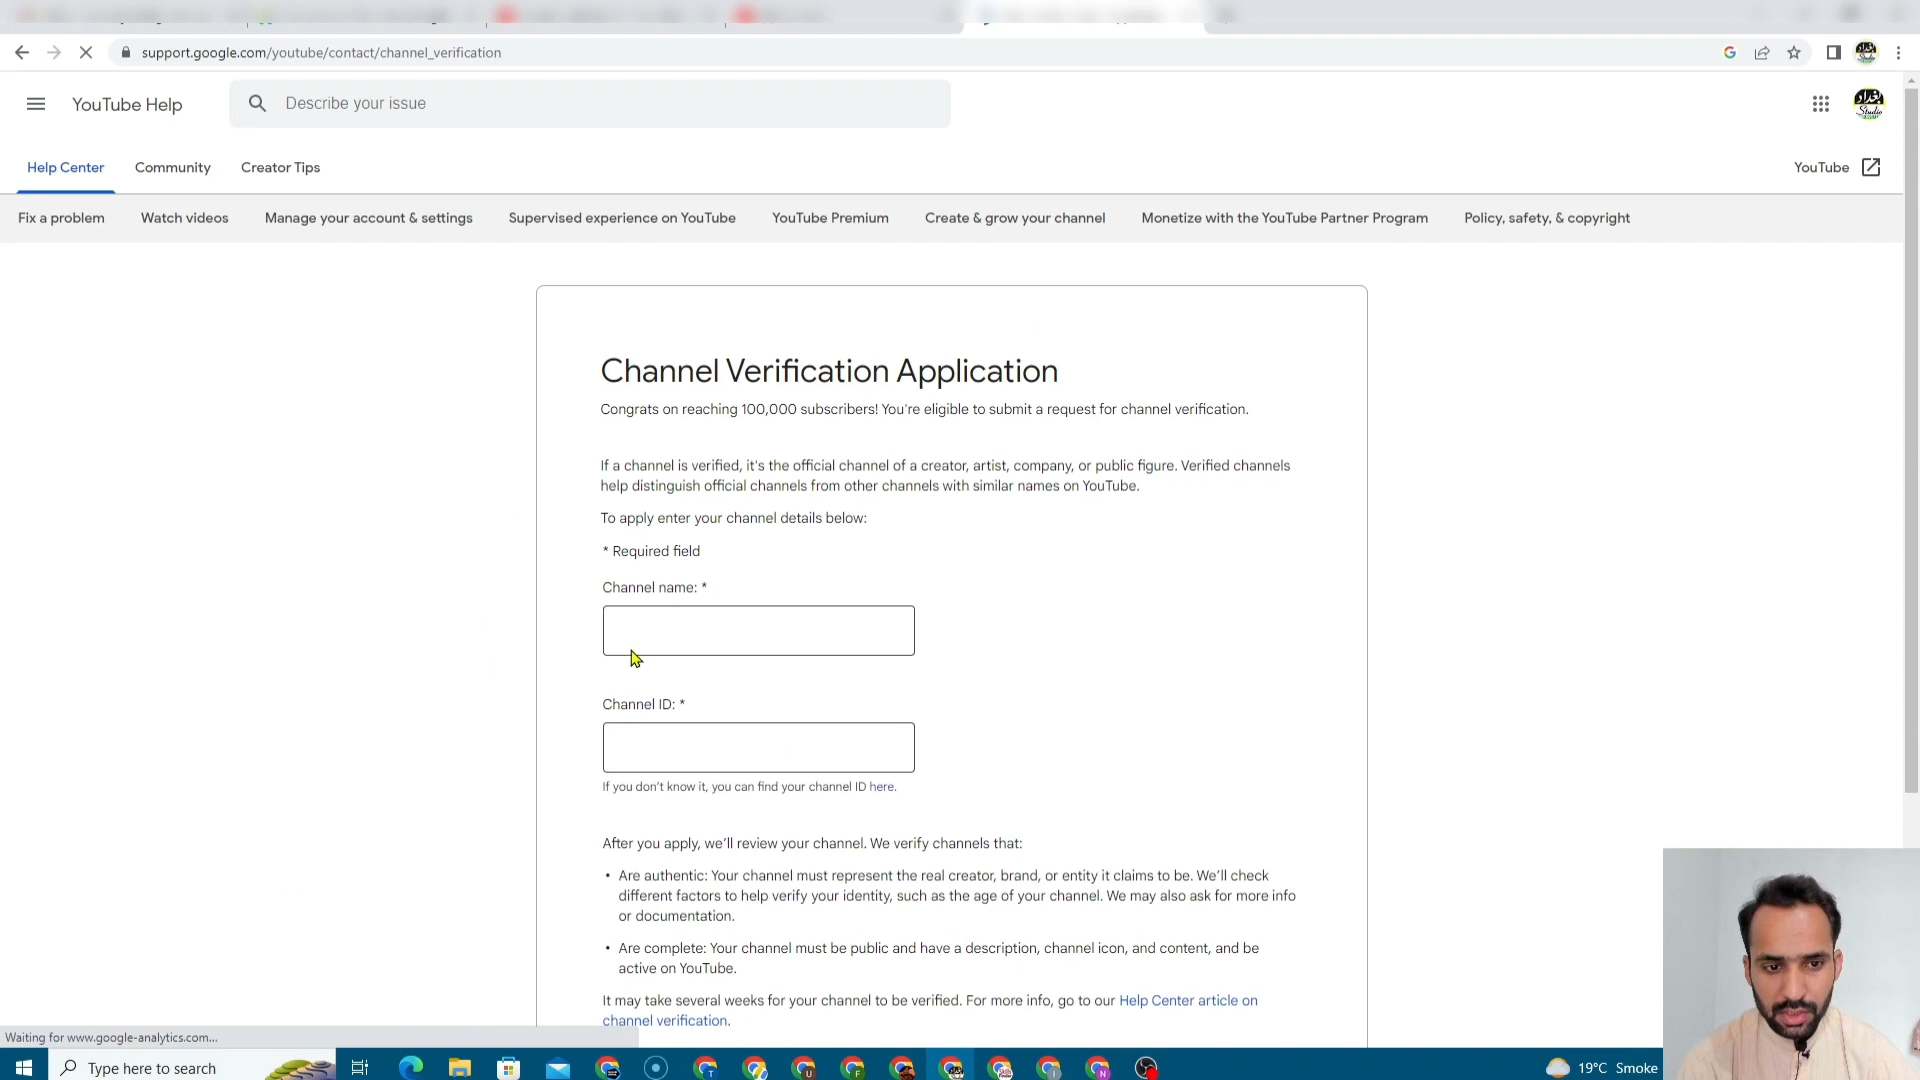 support.google.com/youtube/contact/channel_verification
YouTube Help
Describe your issue
Help Center Community Creator Tips
YouTube
Fix a problem Watch videos Manage your account & settings Supervised experience on YouTube YouTube Premium Create & grow your channel Monetize with the YouTube Partner Program Policy, safety, & copyright
Channel Verification Application
Congrats on reaching 100,000 subscribers! You're eligible to submit a request for channel verification.
If a channel is verified, it's the official channel of a creator, artist, company, or public figure. Verified channels
help distinguish official channels from other channels with similar names on YouTube.
To apply enter your channel details below:
* Required field
Channel name: *
Channel ID: *
If you don't know it, you can find your channel ID here.
After you apply, we'll review your channel. We verify channels that:
• Are authentic: Your channel must represent the real creator, brand, or entity it claims to be. We'll check
different factors to help verify your identity, such as the age of your channel. We may also ask for more info
or documentation.
• Are complete: Your channel must be public and have a description, channel icon, and content, and be
active on YouTube.
It may take several weeks for your channel to be verified. For more info, go to our Help Center article on
channel verification.
Waiting for www.google-analytics.com...
Type here to search
19°C Smoke